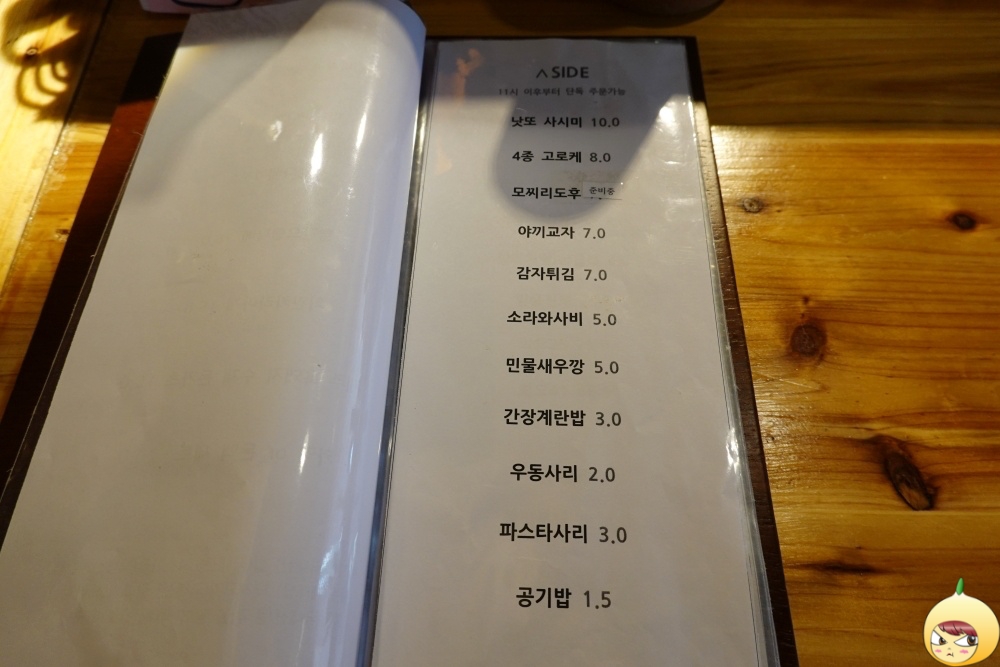 SIDE
11시 이후부터 단독 주문가능
낫또 사시미 10.0
4종 고로케 8.0
모찌리도후 준비중
야끼교자 7.0
감자튀김 7.0
소라와사비 5.0
민물새우깡 5.0
간장계란밥 3.0
우동사리 2.0
파스타사리 3.0
공기밥 1.5